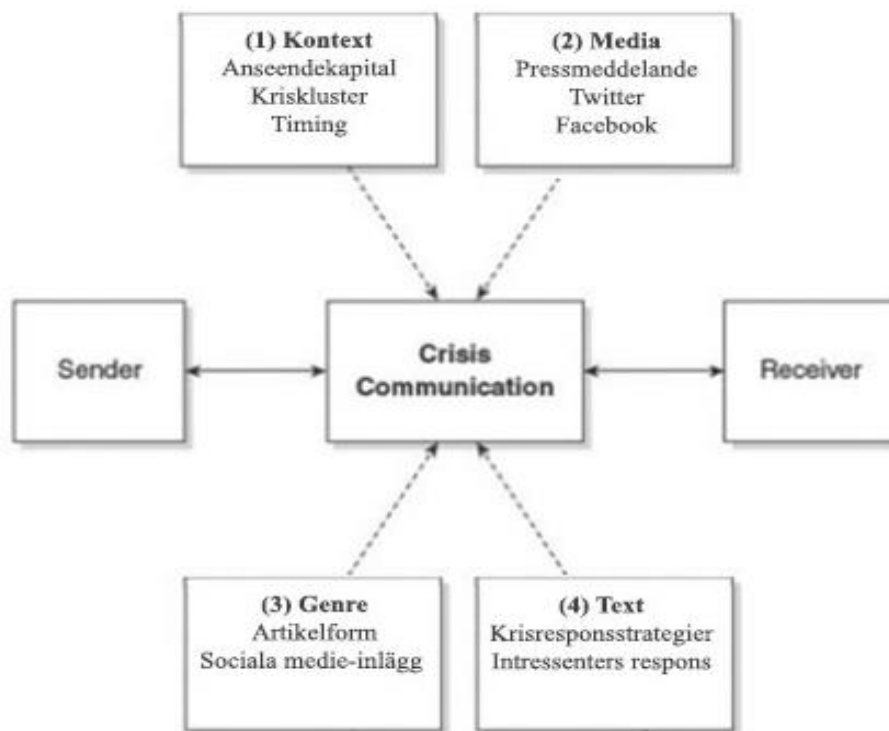 (1) Kontext
Anseendekapital
Kriskluster
Timing
(2) Media
Pressmeddelande
Twitter
Facebook
Sender
Crisis
Communication
Receiver
(3) Genre
Artikelform
Sociala medie-inlägg
(4) Text
Krisresponsstrategier
Intressenters respons